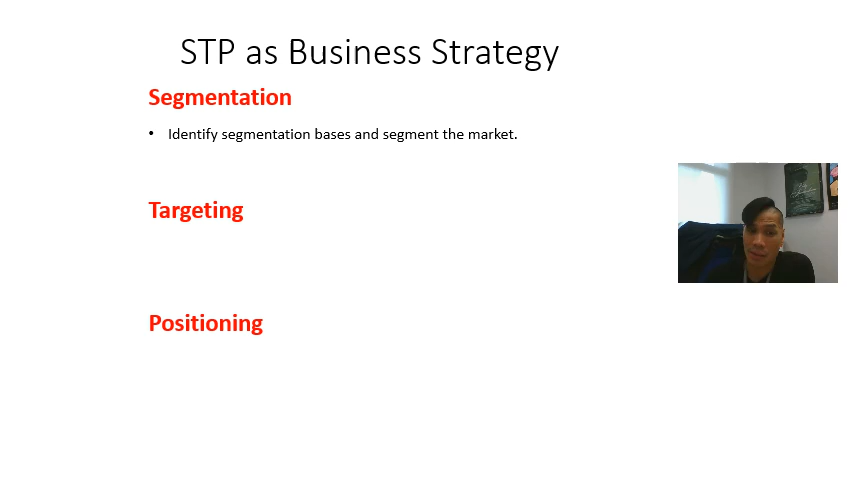 STP as Business Strategy
Segmentation
• Identify segmentation bases and segment the market.
Targeting
Positioning